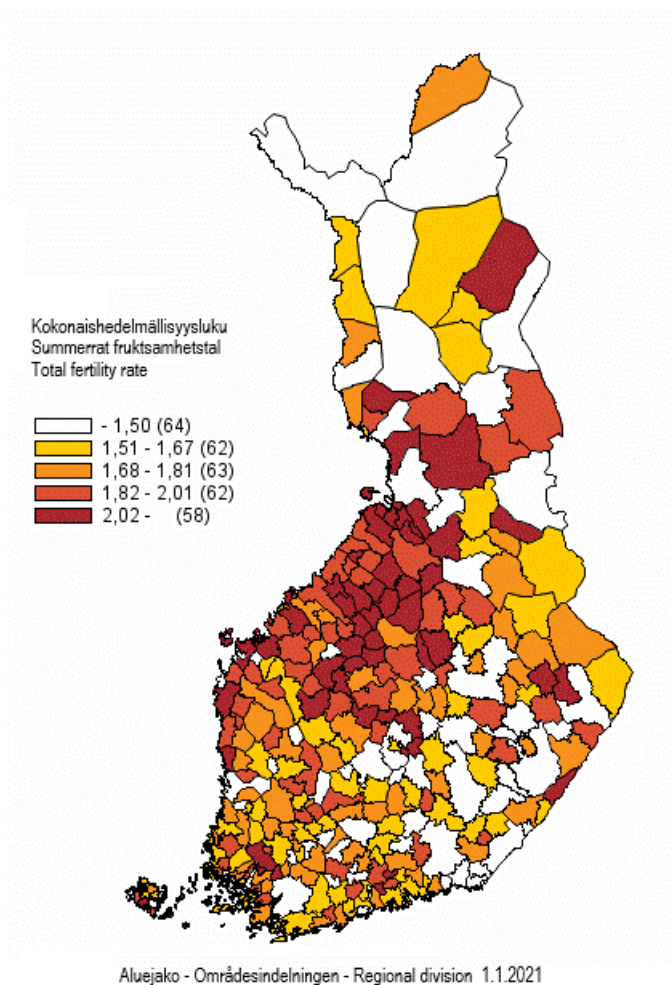 Kokonaishedelmällisyysluku
Summerrat fruktsamhetstal
Total fertility rate
- 1,50 (64)
1,51 - 1,67 (62)
1,68 - 1,81 (63)
1,82 - 2,01 (62)
2,02 - (58)
Aluejako - Områdesindelningen - Regional division 1.1.2021